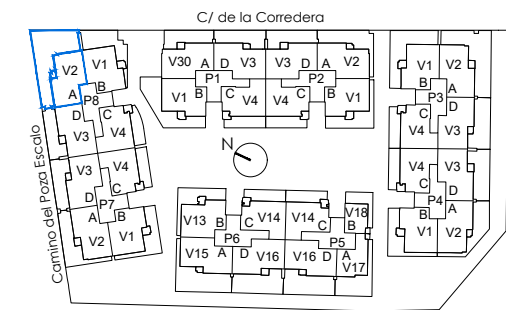 C/ de la Corredera
V2 V1
A B
P8
D C
V3 V4
V30 A D V3 V3 D A V2
P1 P2
V1 B C V4 V4 C B V1
V1 V2
B A
P3
C D
V4 V3
Camino del Poza Escalo
N
V3 V4
D C
P7
A B
V2 V1
V13 B C V14 V14 C V18
P6 B P5
V15 A D V16 V16 D A V17
V4 V3
C D
P4
B A
V1 V2